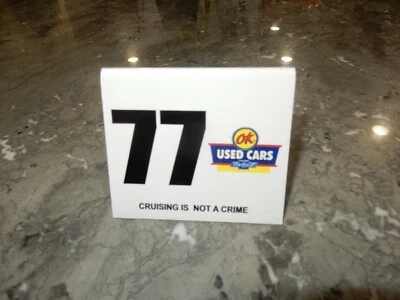 77
OK
USED CARS
CRUISING IS NOT A CRIME